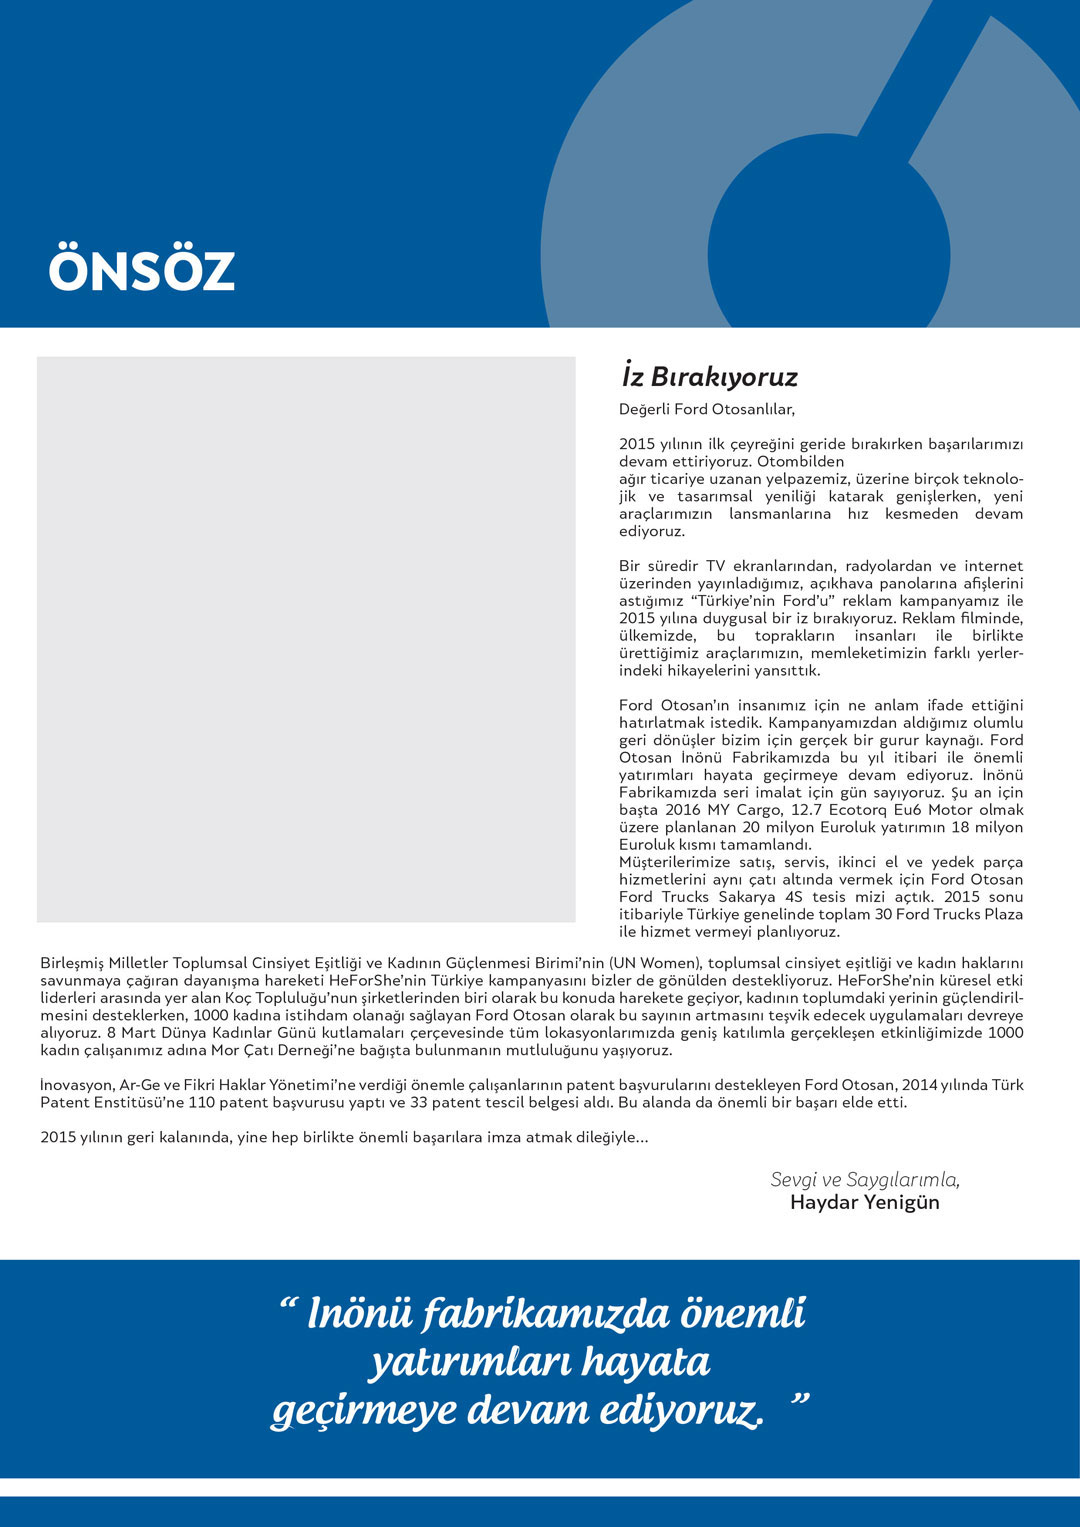 ÖNSÖZ
İz Bırakıyoruz
Değerli Ford Otosanlılar,
2015 yılının ilk çeyreğini geride bırakırken başarılarımızı
devam ettiriyoruz. Otombilden
ağır ticariye uzanan yelpazemiz, üzerine birçok teknolo-
jik ve tasarımsal yeniliği katarak genişlerken, yeni
araçlarımızın lansmanlarına hız kesmeden devam
ediyoruz.
Bir süredir TV ekranlarından, radyolardan ve internet
üzerinden yayınladığımız, açıkhava panolarına afişlerini
astığımız “Türkiye’nin Ford’u” reklam kampanyamız ile
2015 yılına duygusal bir iz bırakıyoruz. Reklam filminde,
ülkemizde, bu toprakların insanları ile birlikte
ürettiğimiz araçlarımızın, memleketimizin farklı yerler-
indeki hikayelerini yansıttık.
Ford Otosan’ın insanımız için ne anlam ifade ettiğini
hatırlatmak istedik. Kampanyamızdan aldığımız olumlu
geri dönüşler bizim için gerçek bir gurur kaynağı. Ford
Otosan İnönü Fabrikamızda bu yıl itibari ile önemli
yatırımları hayata geçirmeye devam ediyoruz. İnönü
Fabrikamızda seri imalat için gün sayıyoruz. Şu an için
başta 2016 MY Cargo, 12.7 Ecotorq Eu6 Motor olmak
üzere planlanan 20 milyon Euroluk yatırımın 18 milyon
Euroluk kısmı tamamlandı.
Müşterilerimize satış, servis, ikinci el ve yedek parça
hizmetlerini aynı çatı altında vermek için Ford Otosan
Ford Trucks Sakarya 4S tesis mizi açtık. 2015 sonu
itibariyle Türkiye genelinde toplam 30 Ford Trucks Plaza
ile hizmet vermeyi planlıyoruz.
Birleşmiş Milletler Toplumsal Cinsiyet Eşitliği ve Kadının Güçlenmesi Birimi’nin (UN Women), toplumsal cinsiyet eşitliği ve kadın haklarını
savunmaya çağıran dayanışma hareketi HeForShe’nin Türkiye kampanyasını bizler de gönülden destekliyoruz. HeForShe’nin küresel etki
liderleri arasında yer alan Koç Topluluğu’nun şirketlerinden biri olarak bu konuda harekete geçiyor, kadının toplumdaki yerinin güçlendiril-
mesini desteklerken, 1000 kadına istihdam olanağı sağlayan Ford Otosan olarak bu sayının artmasını teşvik edecek uygulamaları devreye
alıyoruz. 8 Mart Dünya Kadınlar Günü kutlamaları çerçevesinde tüm lokasyonlarımızda geniş katılımla gerçekleşen etkinliğimizde 1000
kadın çalışanımız adına Mor Çatı Derneği’ne bağışta bulunmanın mutluluğunu yaşıyoruz.
İnovasyon, Ar-Ge ve Fikri Haklar Yönetimi’ne verdiği önemle çalışanlarının patent başvurularını destekleyen Ford Otosan, 2014 yılında Türk
Patent Enstitüsü’ne 110 patent başvurusu yaptı ve 33 patent tescil belgesi aldı. Bu alanda da önemli bir başarı elde etti.
2015 yılının geri kalanında, yine hep birlikte önemli başarılara imza atmak dileğiyle...
Sevgi ve Saygılarımla,
Haydar Yenigün
“ Inönü fabrikamızda önemli
yatırımları hayata
geçirmeye devam ediyoruz. ”